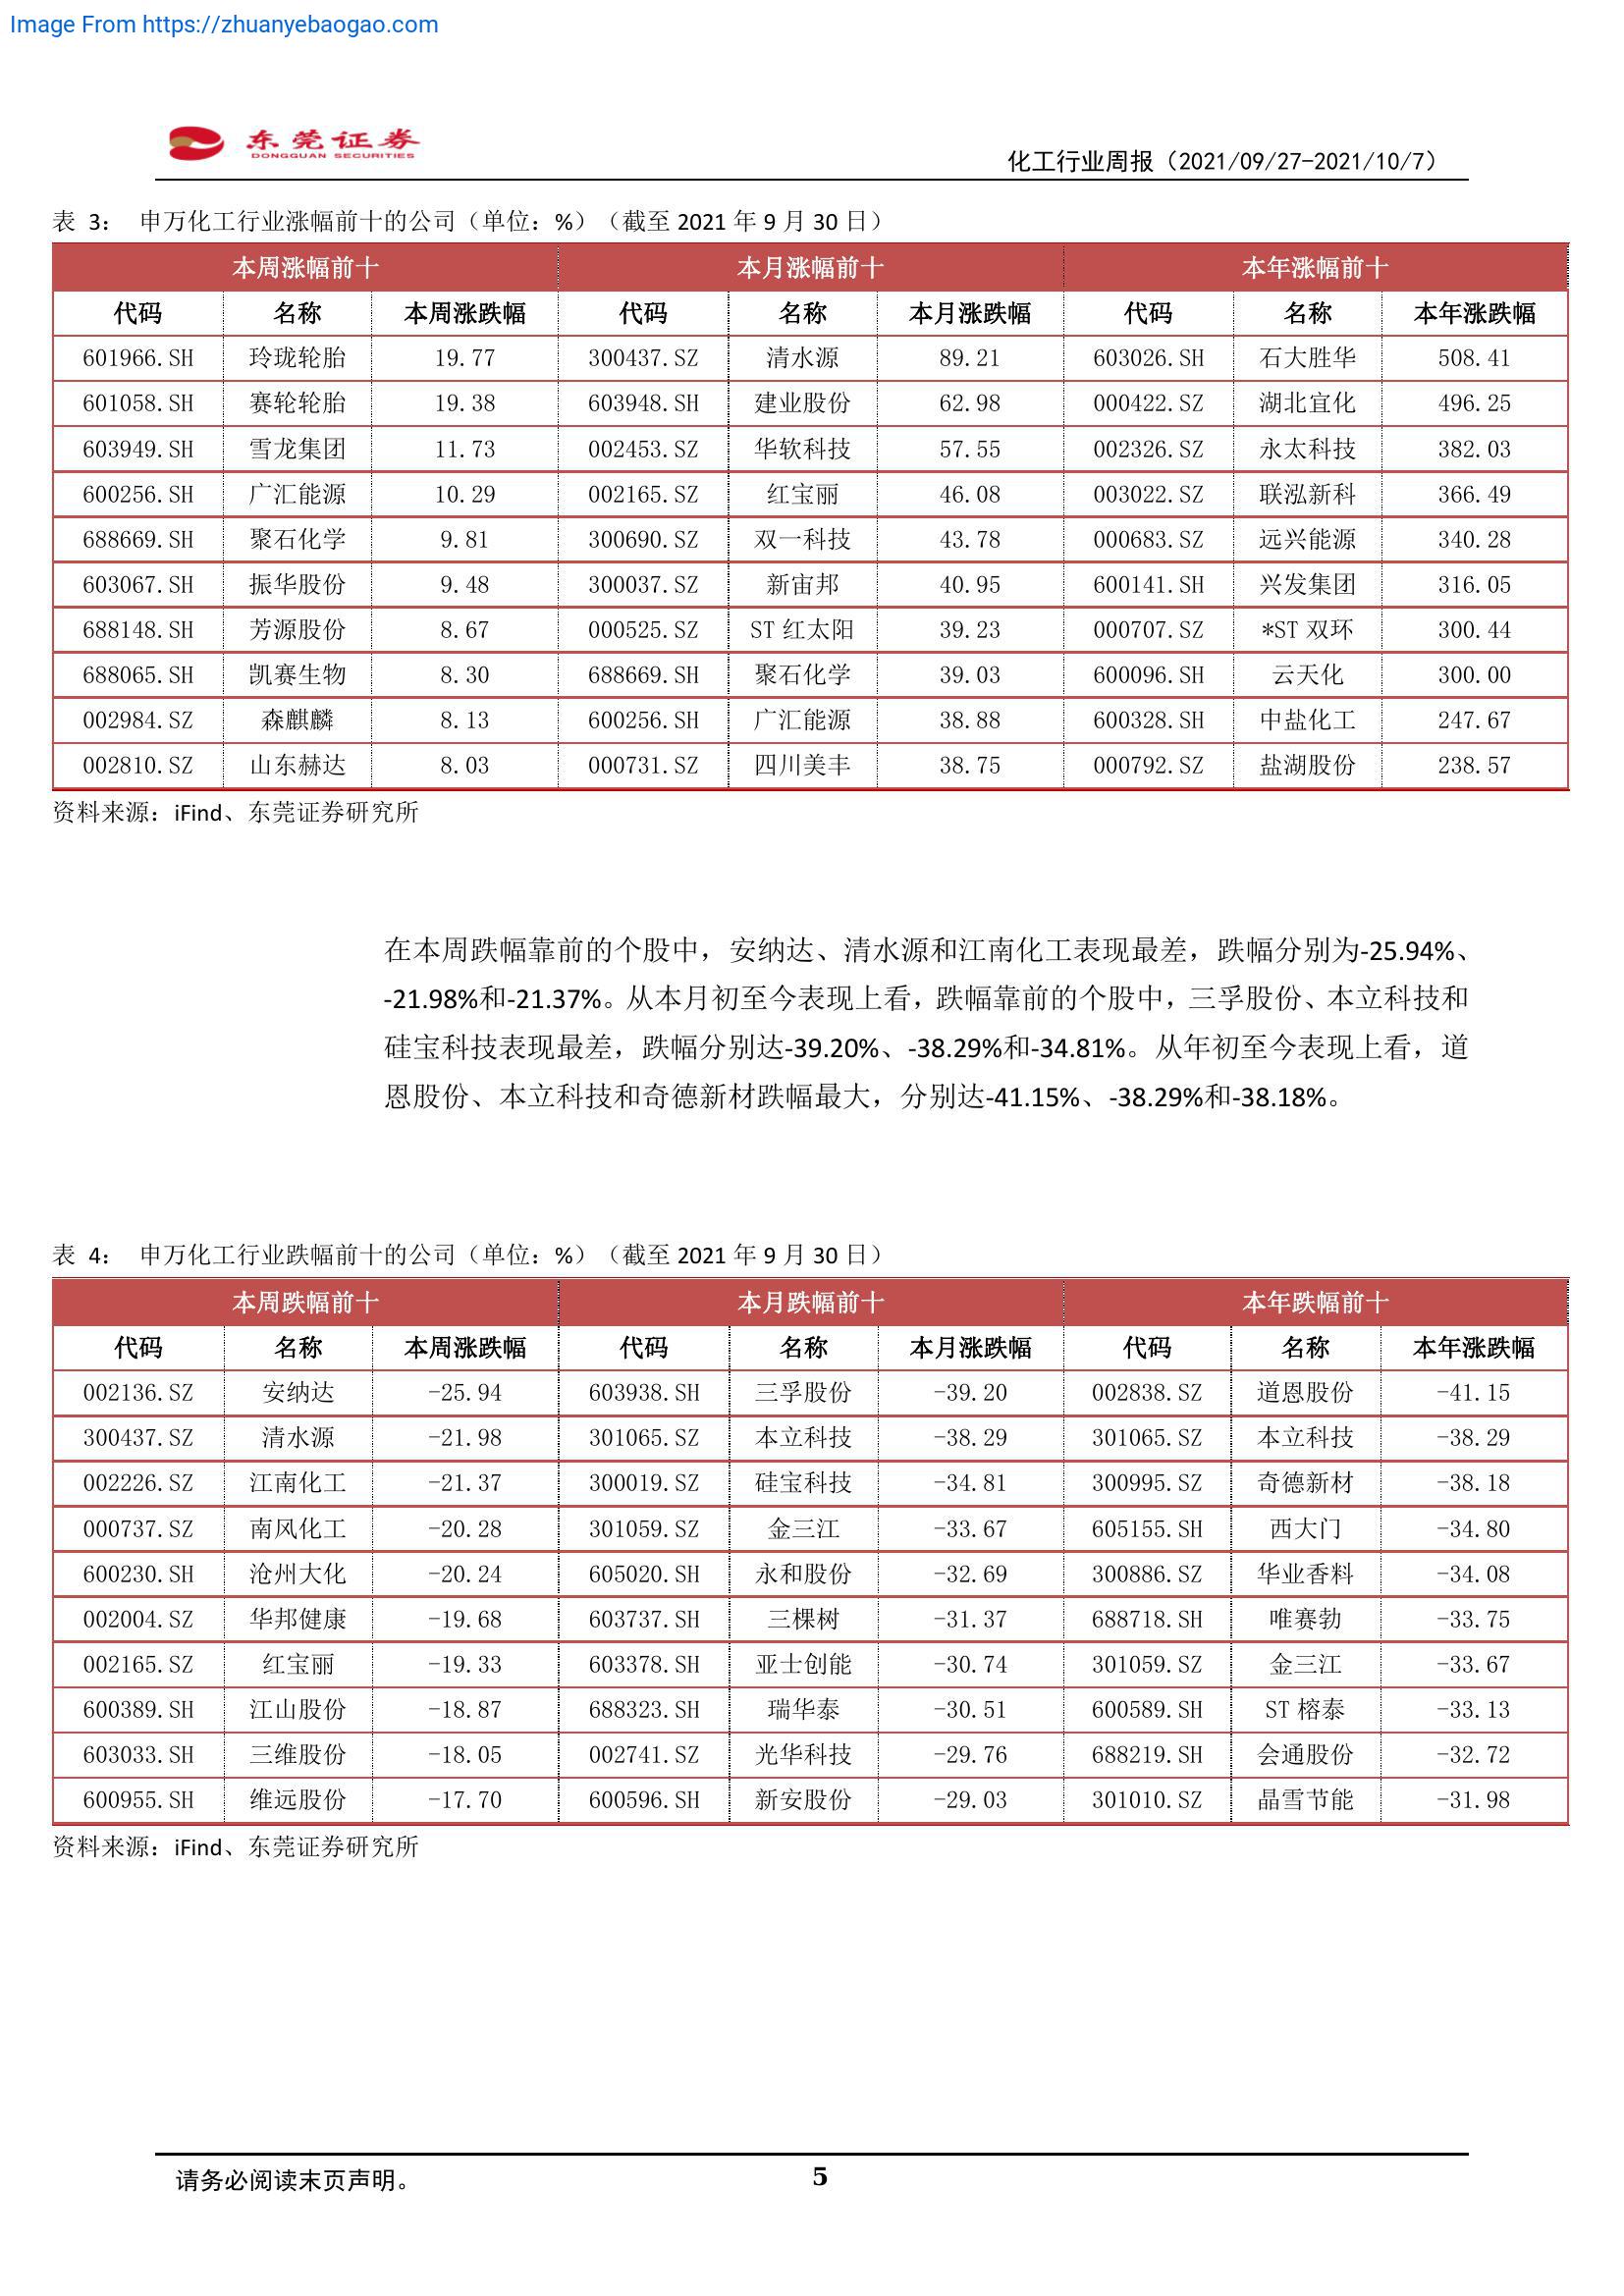 Image From https://zhuanyebaogao.com
东莞证券
DONGGUAN SECURITIES
化工行业周报（2021/09/27-2021/10/7）
表 3： 申万化工行业涨幅前十的公司（单位：%）（截至 2021 年 9 月 30 日）
本周涨幅前十 本月涨幅前十 本年涨幅前十
代码 名称 本周涨跌幅 代码 名称 本月涨跌幅 代码 名称 本年涨跌幅
601966.SH 玲珑轮胎 19.77 300437.SZ 清水源 89.21 603026.SH 石大胜华 508.41
601058.SH 赛轮轮胎 19.38 603948.SH 建业股份 62.98 000422.SZ 湖北宜化 496.25
603949.SH 雪龙集团 11.73 002453.SZ 华软科技 57.55 002326.SZ 永太科技 382.03
600256.SH 广汇能源 10.29 002165.SZ 红宝丽 46.08 003022.SZ 联泓新科 366.49
688669.SH 聚石化学 9.81 300690.SZ 双一科技 43.78 000683.SZ 远兴能源 340.28
603067.SH 振华股份 9.48 300037.SZ 新宙邦 40.95 600141.SH 兴发集团 316.05
688148.SH 芳源股份 8.67 000525.SZ ST 红太阳 39.23 000707.SZ *ST 双环 300.44
688065.SH 凯赛生物 8.30 688669.SH 聚石化学 39.03 600096.SH 云天化 300.00
002984.SZ 森麒麟 8.13 600256.SH 广汇能源 38.88 600328.SH 中盐化工 247.67
002810.SZ 山东赫达 8.03 000731.SZ 四川美丰 38.75 000792.SZ 盐湖股份 238.57
资料来源：iFind、东莞证券研究所
在本周跌幅靠前的个股中，安纳达、清水源和江南化工表现最差，跌幅分别为-25.94%、
-21.98%和-21.37%。从本月初至今表现上看，跌幅靠前的个股中，三孚股份、本立科技和
硅宝科技表现最差，跌幅分别达-39.20%、-38.29%和-34.81%。从年初至今表现上看，道
恩股份、本立科技和奇德新材跌幅最大，分别达-41.15%、-38.29%和-38.18%。
表 4： 申万化工行业跌幅前十的公司（单位：%）（截至 2021 年 9 月 30 日）
本周跌幅前十 本月跌幅前十 本年跌幅前十
代码 名称 本周涨跌幅 代码 名称 本月涨跌幅 代码 名称 本年涨跌幅
002136.SZ 安纳达 -25.94 603938.SH 三孚股份 -39.20 002838.SZ 道恩股份 -41.15
300437.SZ 清水源 -21.98 301065.SZ 本立科技 -38.29 301065.SZ 本立科技 -38.29
002226.SZ 江南化工 -21.37 300019.SZ 硅宝科技 -34.81 300995.SZ 奇德新材 -38.18
000737.SZ 南风化工 -20.28 301059.SZ 金三江 -33.67 605155.SH 西大门 -34.80
600230.SH 沧州大化 -20.24 605020.SH 永和股份 -32.69 300886.SZ 华业香料 -34.08
002004.SZ 华邦健康 -19.68 603737.SH 三棵树 -31.37 688718.SH 唯赛勃 -33.75
002165.SZ 红宝丽 -19.33 603378.SH 亚士创能 -30.74 301059.SZ 金三江 -33.67
600389.SH 江山股份 -18.87 688323.SH 瑞华泰 -30.51 600589.SH ST 榕泰 -33.13
603033.SH 三维股份 -18.05 002741.SZ 光华科技 -29.76 688219.SH 会通股份 -32.72
600955.SH 维远股份 -17.70 600596.SH 新安股份 -29.03 301010.SZ 晶雪节能 -31.98
资料来源：iFind、东莞证券研究所
请务必阅读末页声明。 5